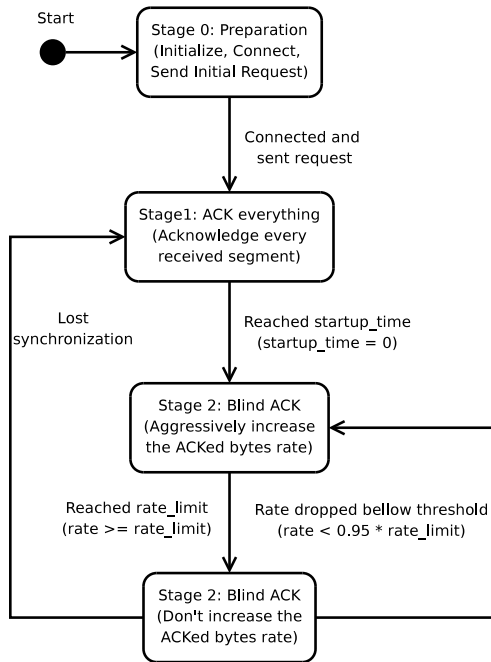 Start
Stage 0: Preparation
(Initialize, Connect,
Send Initial Request)
Connected and
sent request
Stage1: ACK everything
(Acknowledge every
received segment)
Lost
synchronization
Reached startup_time
(startup_time = 0)
Stage 2: Blind ACK
(Aggressively increase
the ACKed bytes rate)
Reached rate_limit
(rate >= rate_limit)
Rate dropped bellow threshold
(rate < 0.95 * rate_limit)
Stage 2: Blind ACK
(Don't increase the
ACKed bytes rate)